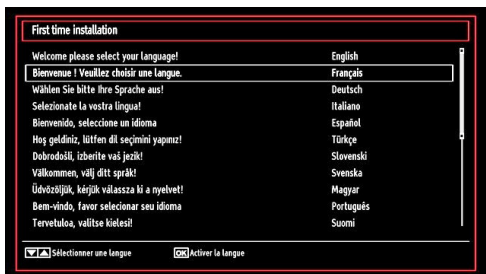 First time installation
Welcome please select your language! English
Bienvenue ! Veuillez choisir une langue. Français
Wählen Sie bitte Ihre Sprache aus! Deutsch
Selezionate la vostra lingua! Italiano
Bienvenido, seleccione un idioma Español
Hoş geldiniz, lütfen dil seçimini yapınız! Türkçe
Dobrodošli, izberite vaš jezik! Slovenski
Välkommen, välj ditt språk! Svenska
Üdvözöljük, kérjük válassza ki a nyelvet! Magyar
Bem-vindo, favor selecionar seu idioma Português
Tervetuloa, valitse kielesi! Suomi
Sélectionner une langue OK Activer la langue